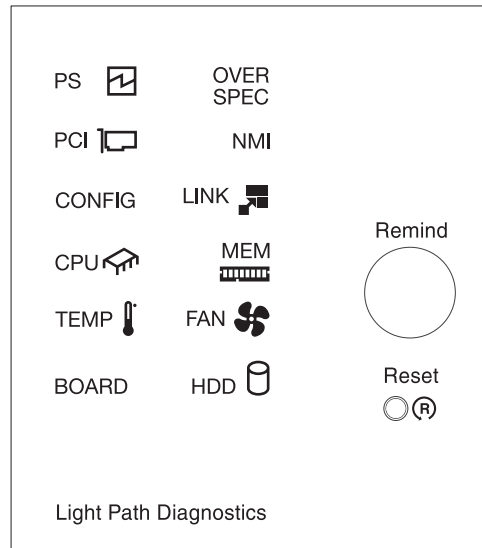 PS
OVER
SPEC
PCI
NMI
CONFIG
LINK
CPU
MEM
TEMP
FAN
BOARD
HDD
Remind
Reset
R
Light Path Diagnostics